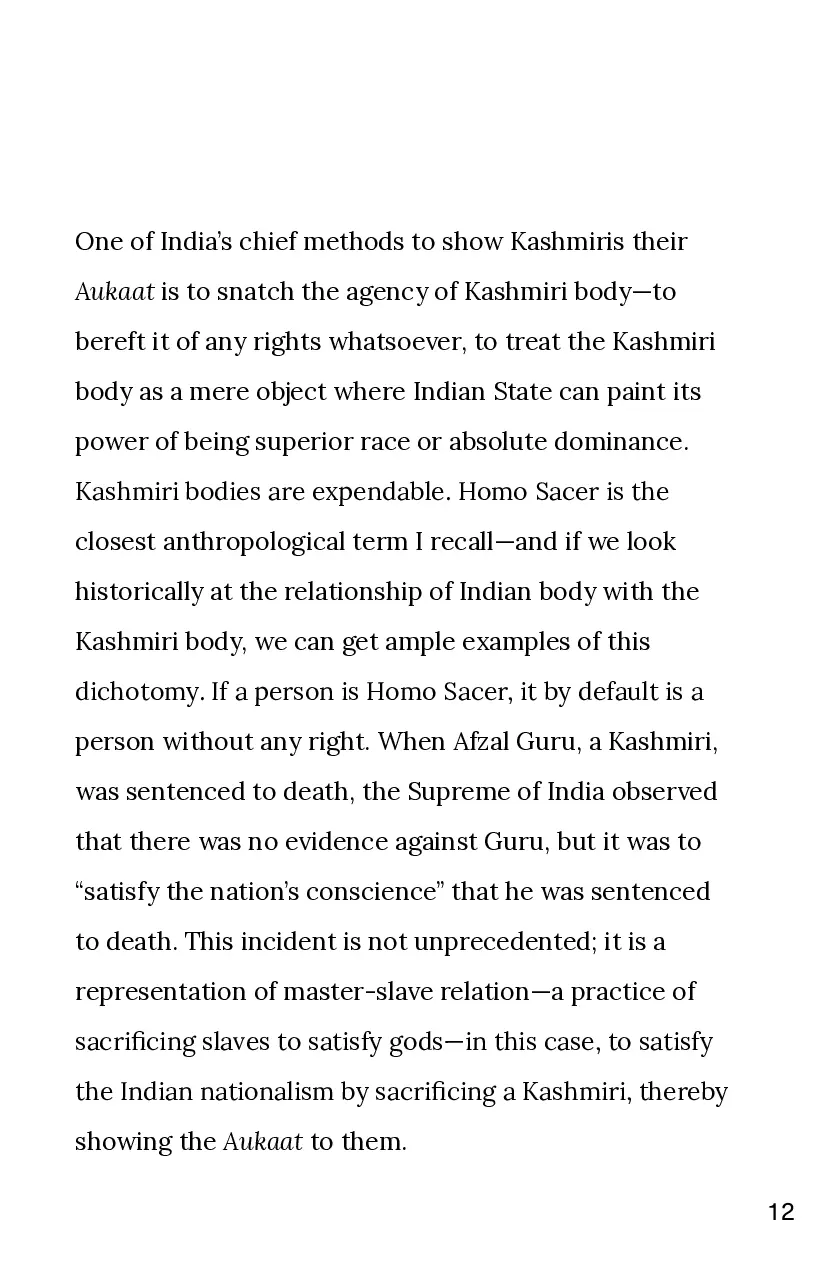 One of India’s chief methods to show Kashmiris their
Aukaat is to snatch the agency of Kashmiri body—to
bereft it of any rights whatsoever, to treat the Kashmiri
body as a mere object where Indian State can paint its
power of being superior race or absolute dominance.
Kashmiri bodies are expendable. Homo Sacer is the
closest anthropological term I recall—and if we look
historically at the relationship of Indian body with the
Kashmiri body, we can get ample examples of this
dichotomy. If a person is Homo Sacer, it by default is a
person without any right. When Afzal Guru, a Kashmiri,
was sentenced to death, the Supreme of India observed
that there was no evidence against Guru, but it was to
“satisfy the nation’s conscience” that he was sentenced
to death. This incident is not unprecedented; it is a
representation of master-slave relation—a practice of
sacrificing slaves to satisfy gods—in this case, to satisfy
the Indian nationalism by sacrificing a Kashmiri, thereby
showing the Aukaat to them.
12